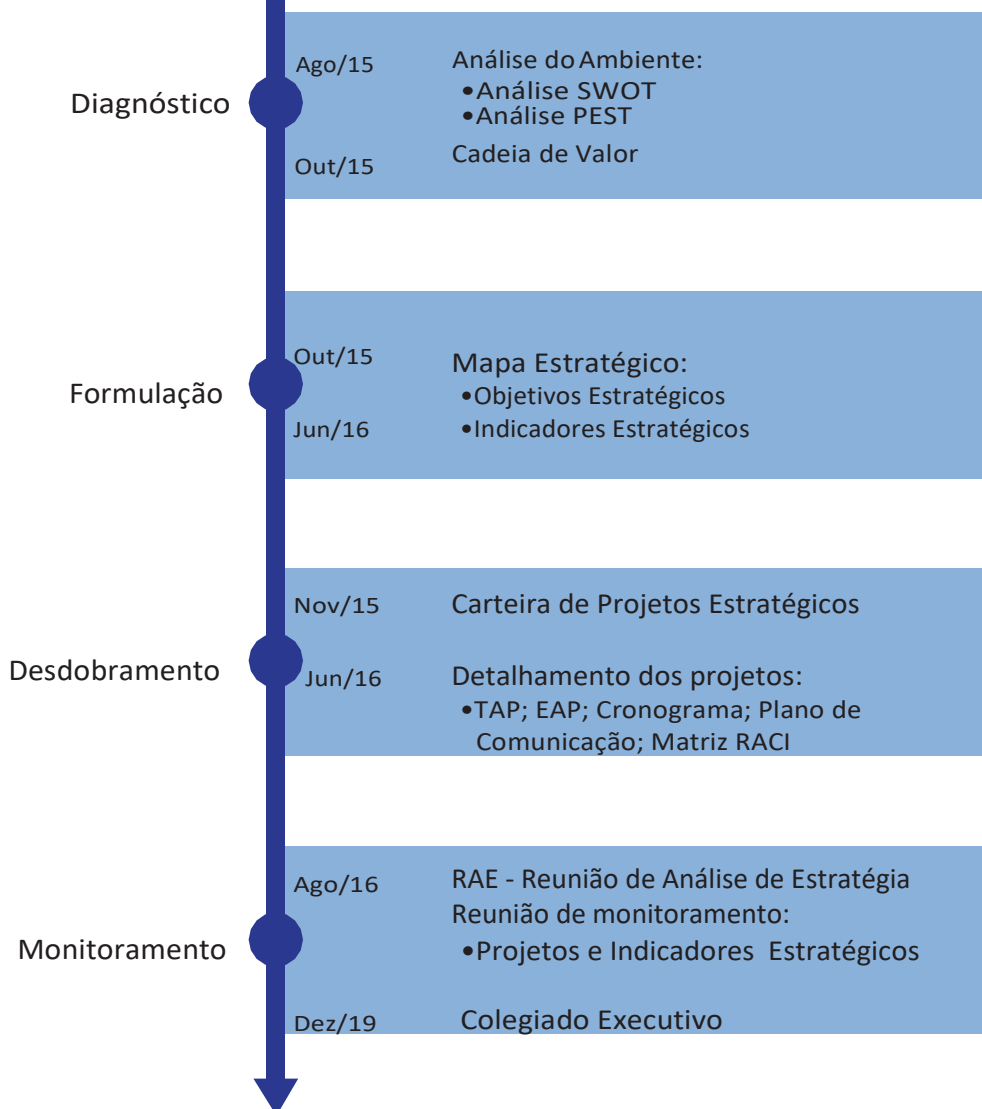 Diagnóstico
Ago/15
Out/15
Análise do Ambiente:
•Análise SWOT
•Análise PEST
Cadeia de Valor
Formulação
Out/15
Jun/16
Mapa Estratégico:
•Objetivos Estratégicos
•Indicadores Estratégicos
Desdobramento
Nov/15
Jun/16
Carteira de Projetos Estratégicos
Detalhamento dos projetos:
•TAP; EAP; Cronograma; Plano de
Comunicação; Matriz RACI
Monitoramento
Ago/16
Dez/19
RAE - Reunião de Análise de Estratégia
Reunião de monitoramento:
•Projetos e Indicadores Estratégicos
Colegiado Executivo